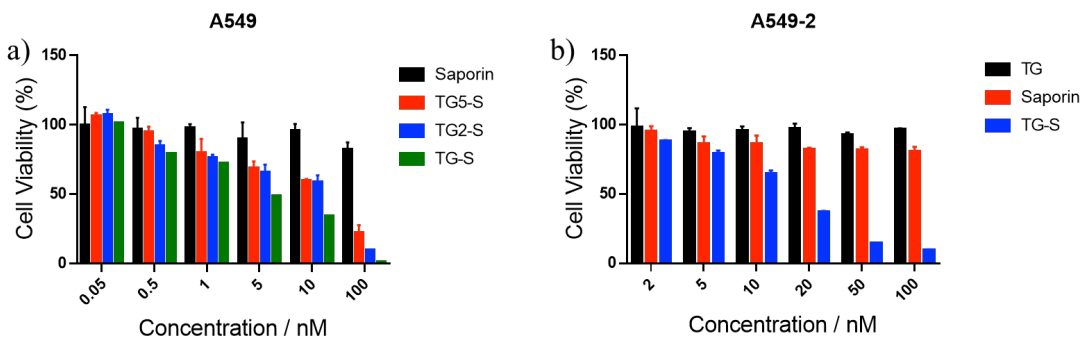 A549
a)
150
100
50
0
Cell Viability (%)
0.05
0.5
1
5
10
100
Concentration / nM
Saporin
TG5-S
TG2-S
TG-S
A549-2
b)
150
100
50
0
Cell Viability (%)
2
5
10
20
50
100
Concentration / nM
TG
Saporin
TG-S